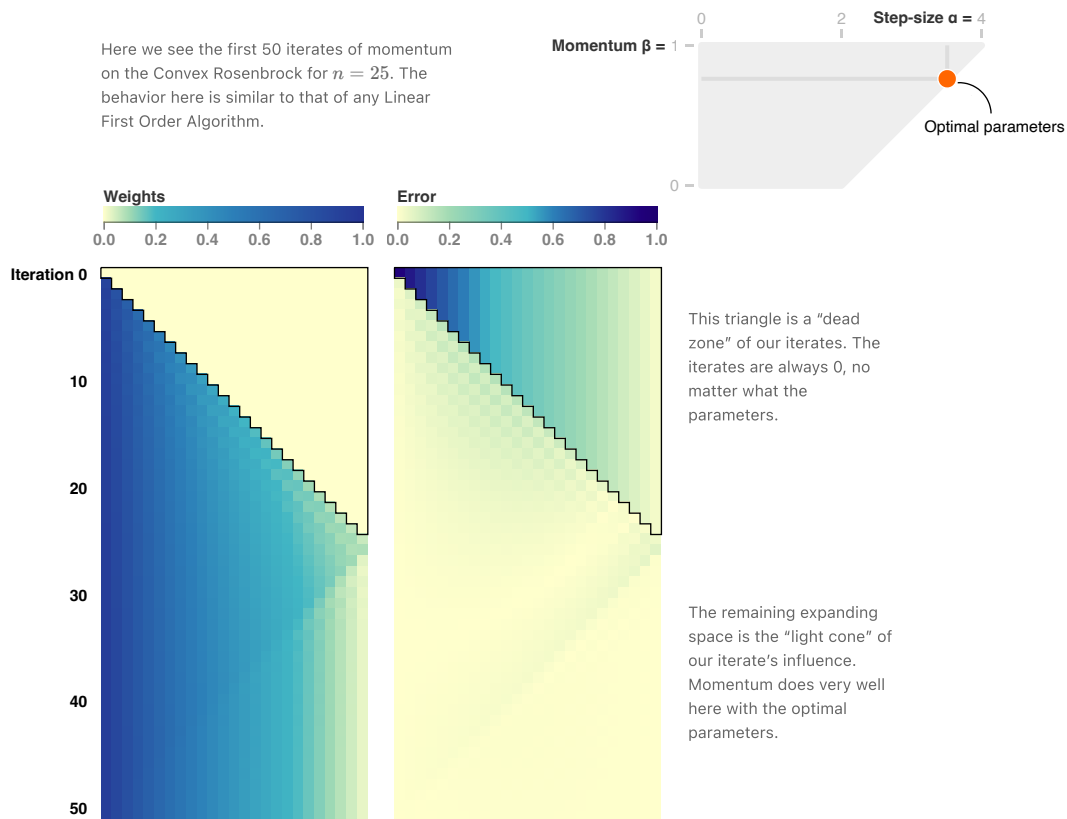 0 2 Step-size α = 4
Here we see the first 50 iterates of momentum
on the Convex Rosenbrock for n = 25. The
behavior here is similar to that of any Linear
First Order Algorithm.
Momentum β = 1
Optimal parameters
0
Weights
0.0 0.2 0.4 0.6 0.8 1.0
Error
0.0 0.2 0.4 0.6 0.8 1.0
Iteration 0
10
20
30
40
50
This triangle is a “dead
zone” of our iterates. The
iterates are always 0, no
matter what the
parameters.
The remaining expanding
space is the “light cone” of
our iterate’s influence.
Momentum does very well
here with the optimal
parameters.